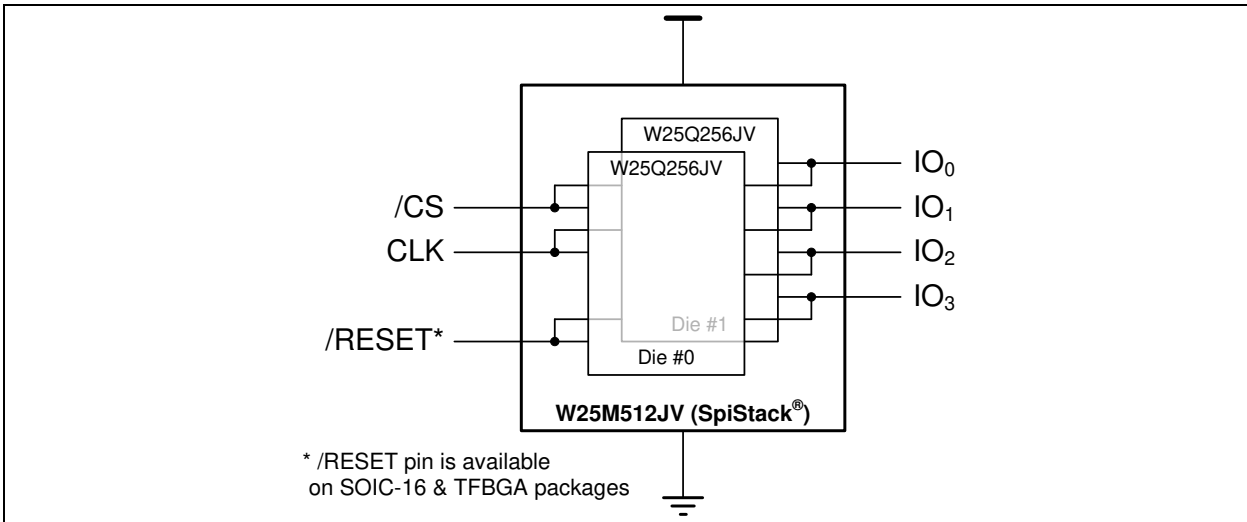 W25Q256JV
W25Q256JV
/CS
CLK
/RESET*
IO₀
IO₁
IO₂
IO₃
Die #1
Die #0
W25M512JV (SpiStack®)
* /RESET pin is available
on SOIC-16 & TFBGA packages